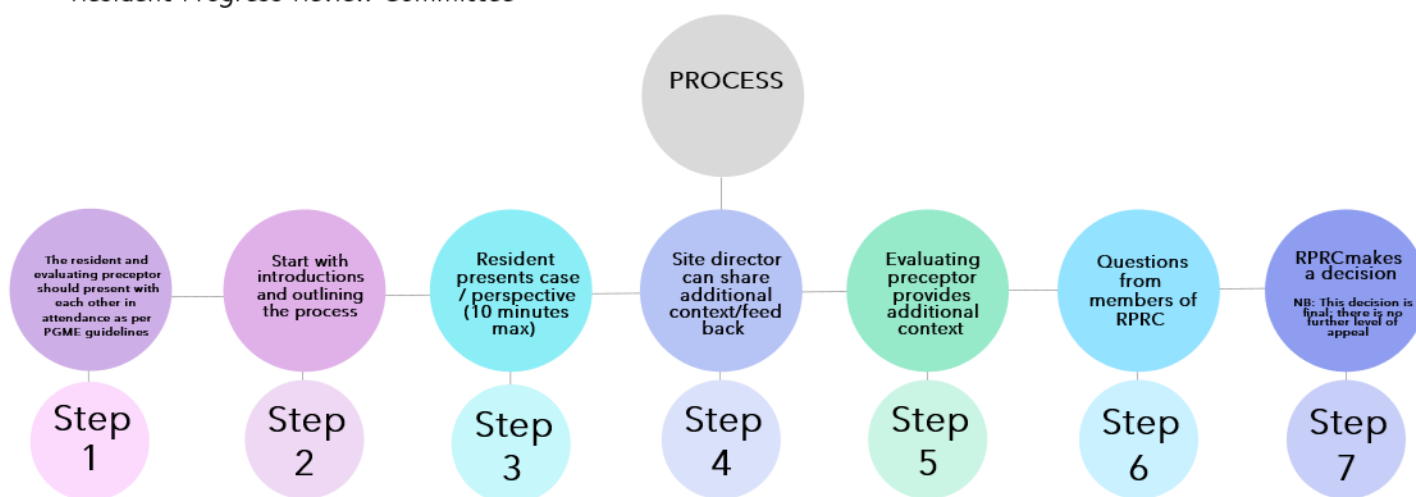 Resident Progress Review Committee
PROCESS
The resident and
evaluating preceptor
should present with
each other in
attendance as per
PGME guidelines
Start with
introductions
and outlining
the process
Resident
presents case
/ perspective
(10 minutes
max)
Site director
can share
additional
context/feed
back
Evaluating
preceptor
provides
additional
context
Questions
from
members of
RPRC
RPRCmakes
a decision
NB: This decision is
final; there is no
further level of
appeal
Step
1
Step
2
Step
3
Step
4
Step
5
Step
6
Step
7